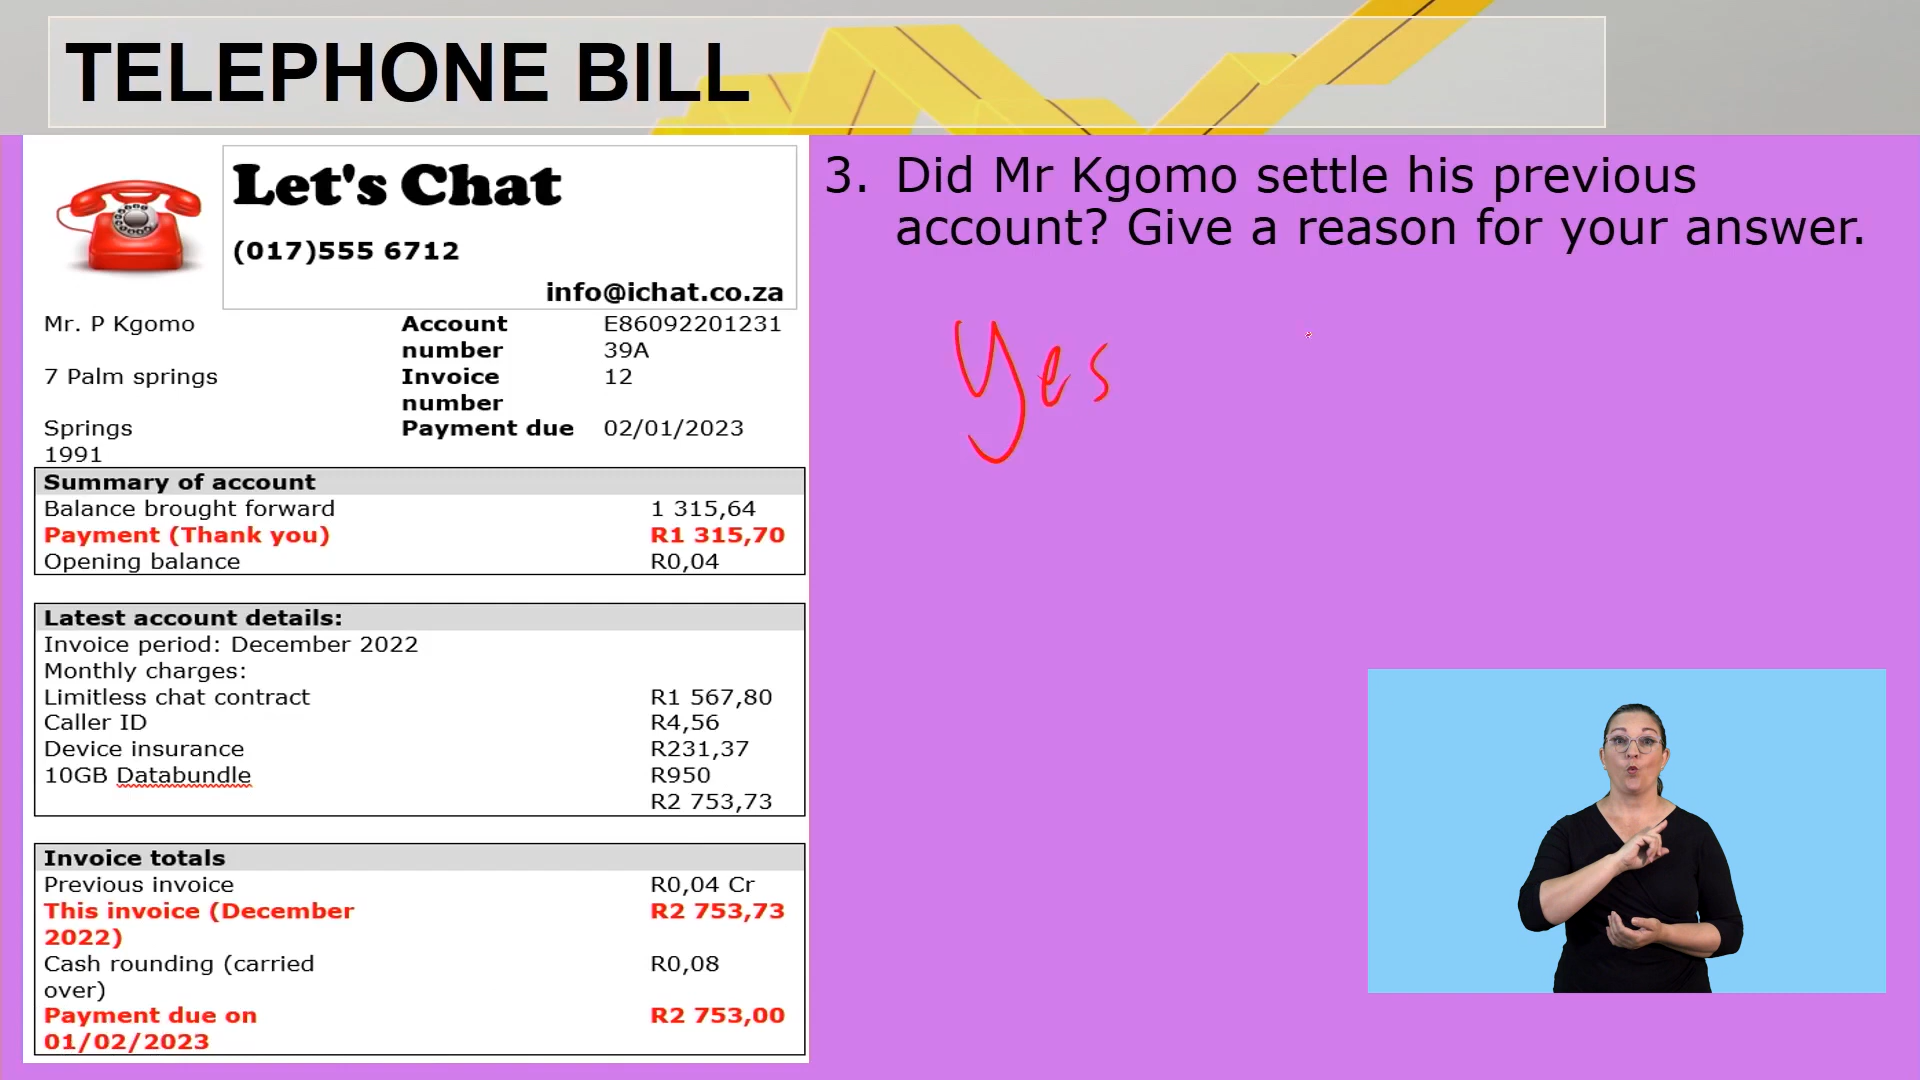 TELEPHONE BILL
Let's Chat
(017)555 6712
info@ichat.co.za
Mr. P Kgomo
Account number
E86092201231 39A
7 Palm springs
Invoice number
12
Springs
Payment due
02/01/2023
1991
Summary of account
Balance brought forward 1 315,64
Payment (Thank you) R1 315,70
Opening balance R0,04
Latest account details:
Invoice period: December 2022
Monthly charges:
Limitless chat contract R1 567,80
Caller ID R4,56
Device insurance R231,37
10GB Databundle R950
R2 753,73
Invoice totals
Previous invoice R0,04 Cr
This invoice (December R2 753,73
2022)
Cash rounding (carried R0,08
over)
Payment due on R2 753,00
01/02/2023
3. Did Mr Kgomo settle his previous
account? Give a reason for your answer.
Yes